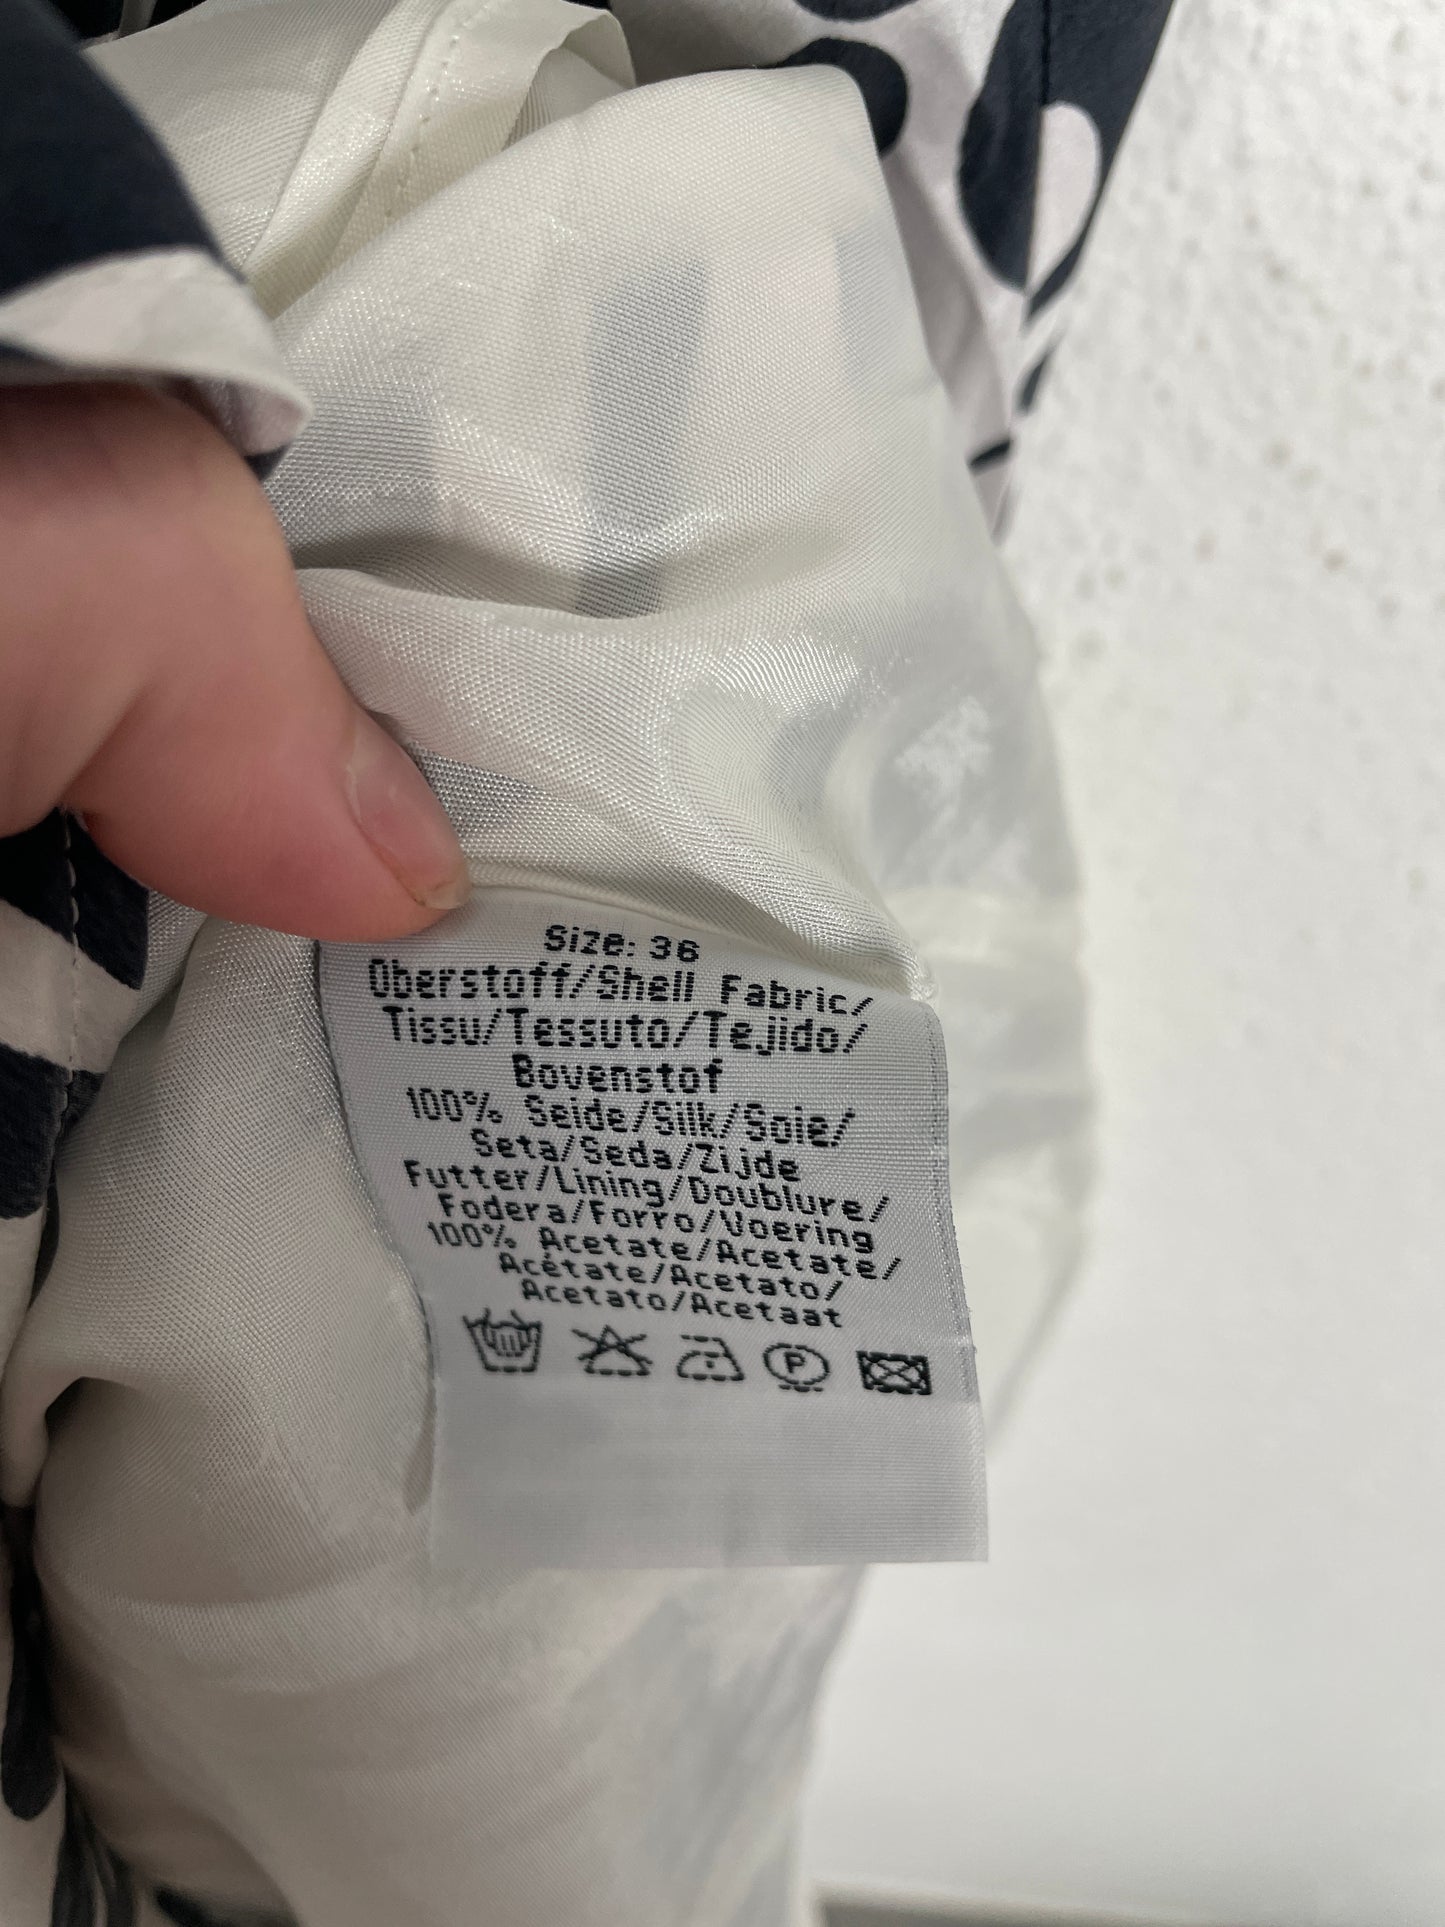 Size: 36
Oberstoff/Shell Fabric/
Tissu/Tessuto/Tejido/
Bovenstof
100% Seide/Silk/Soie/
Seta/Seda/Zijde
Futter/Lining/Doublure/
Fodera/Forro/Voering
100% Acetate/Acetate/
Acétate/Acetato/
Acetato/Acetaat
P